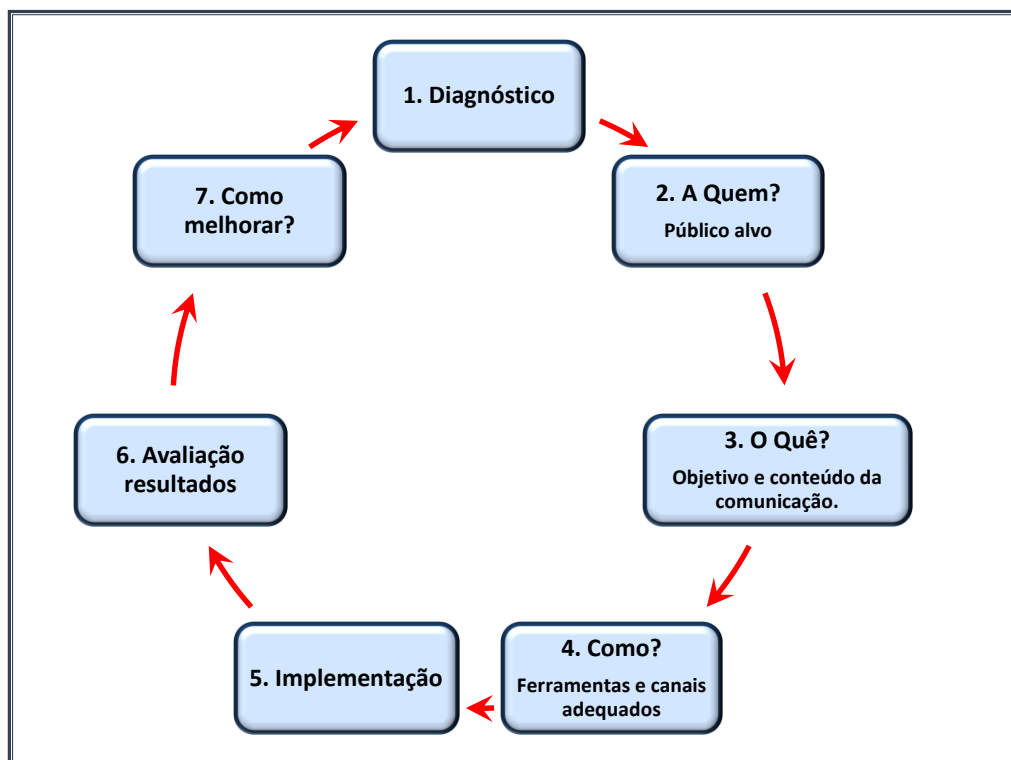 1. Diagnóstico
2. A Quem?
Público alvo
3. O Quê?
Objetivo e conteúdo da
comunicação.
4. Como?
Ferramentas e canais
adequados
5. Implementação
6. Avaliação
resultados
7. Como
melhorar?